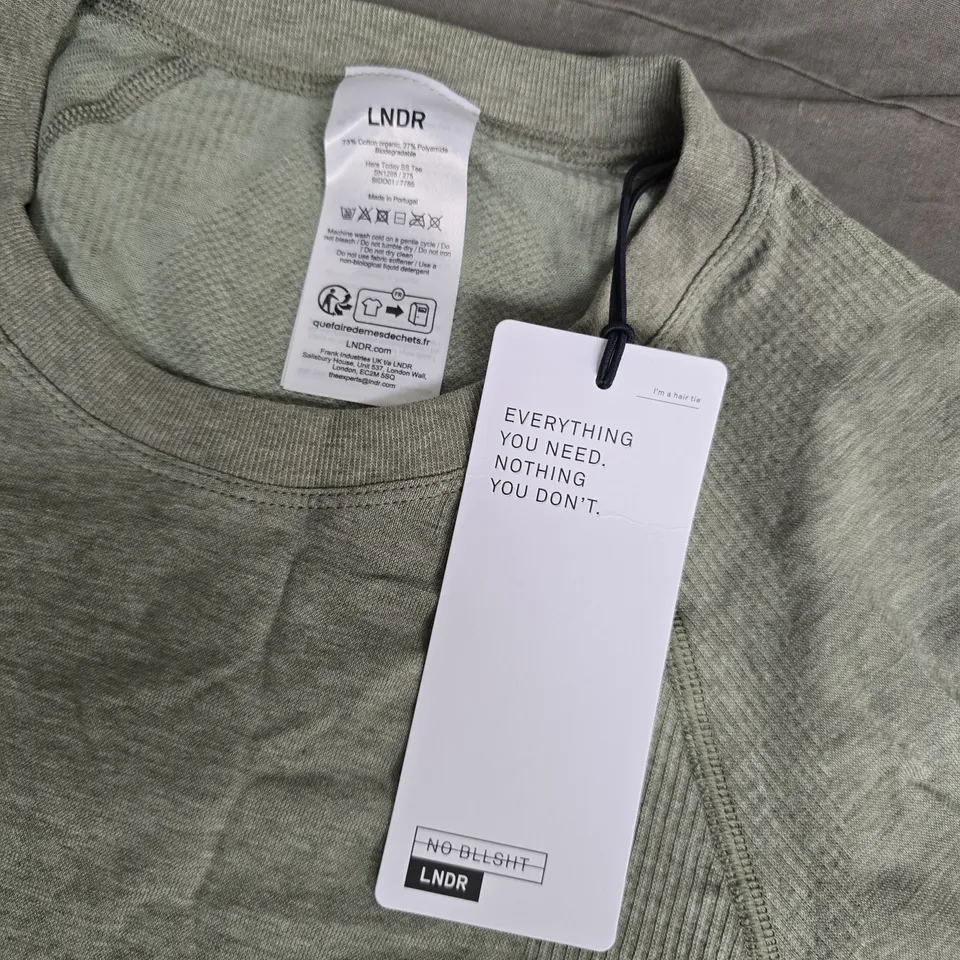 LNDR
73% Cotton organic, 27% Polyamide
Biodegradable
Here Today SS Tee
SN1265 / 275
SIDO01 / 7786
Made in Portugal
Machine wash cold on a gentle cycle / Do
not bleach / Do not tumble dry / Do not iron
/ Do not dry clean
Do not use fabric softener / Use a
non-biological liquid detergent
FR
quefairedemesdechets.fr
LNDR.com
Frank Industries UK t/a LNDR
Salisbury House, Unit 537, London Wall,
London, EC2M 5SQ
theexperts@lndr.com
I'm a hair tie
EVERYTHING
YOU NEED.
NOTHING
YOU DON'T.
NO BLLSHT
LNDR